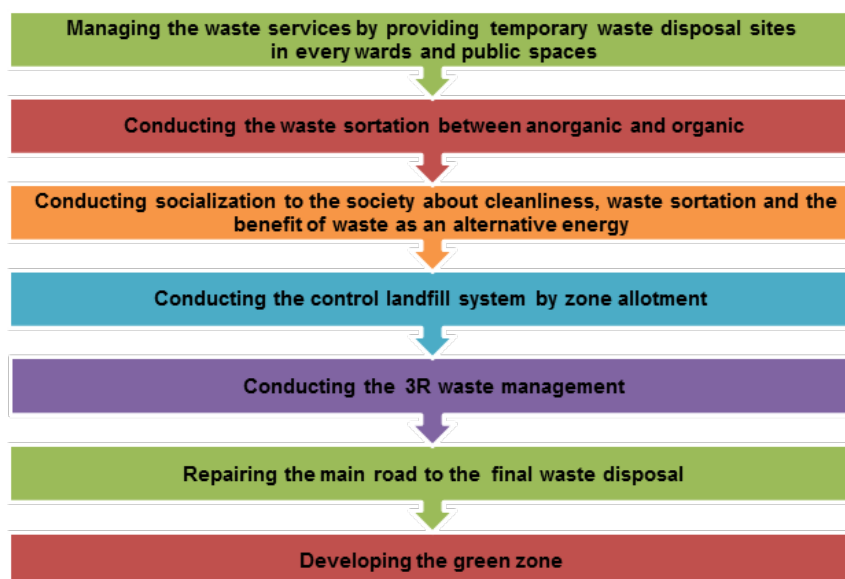 Managing the waste services by providing temporary waste disposal sites
in every wards and public spaces
Conducting the waste sortation between anorganic and organic
Conducting socialization to the society about cleanliness, waste sortation and the
benefit of waste as an alternative energy
Conducting the control landfill system by zone allotment
Conducting the 3R waste management
Repairing the main road to the final waste disposal
Developing the green zone